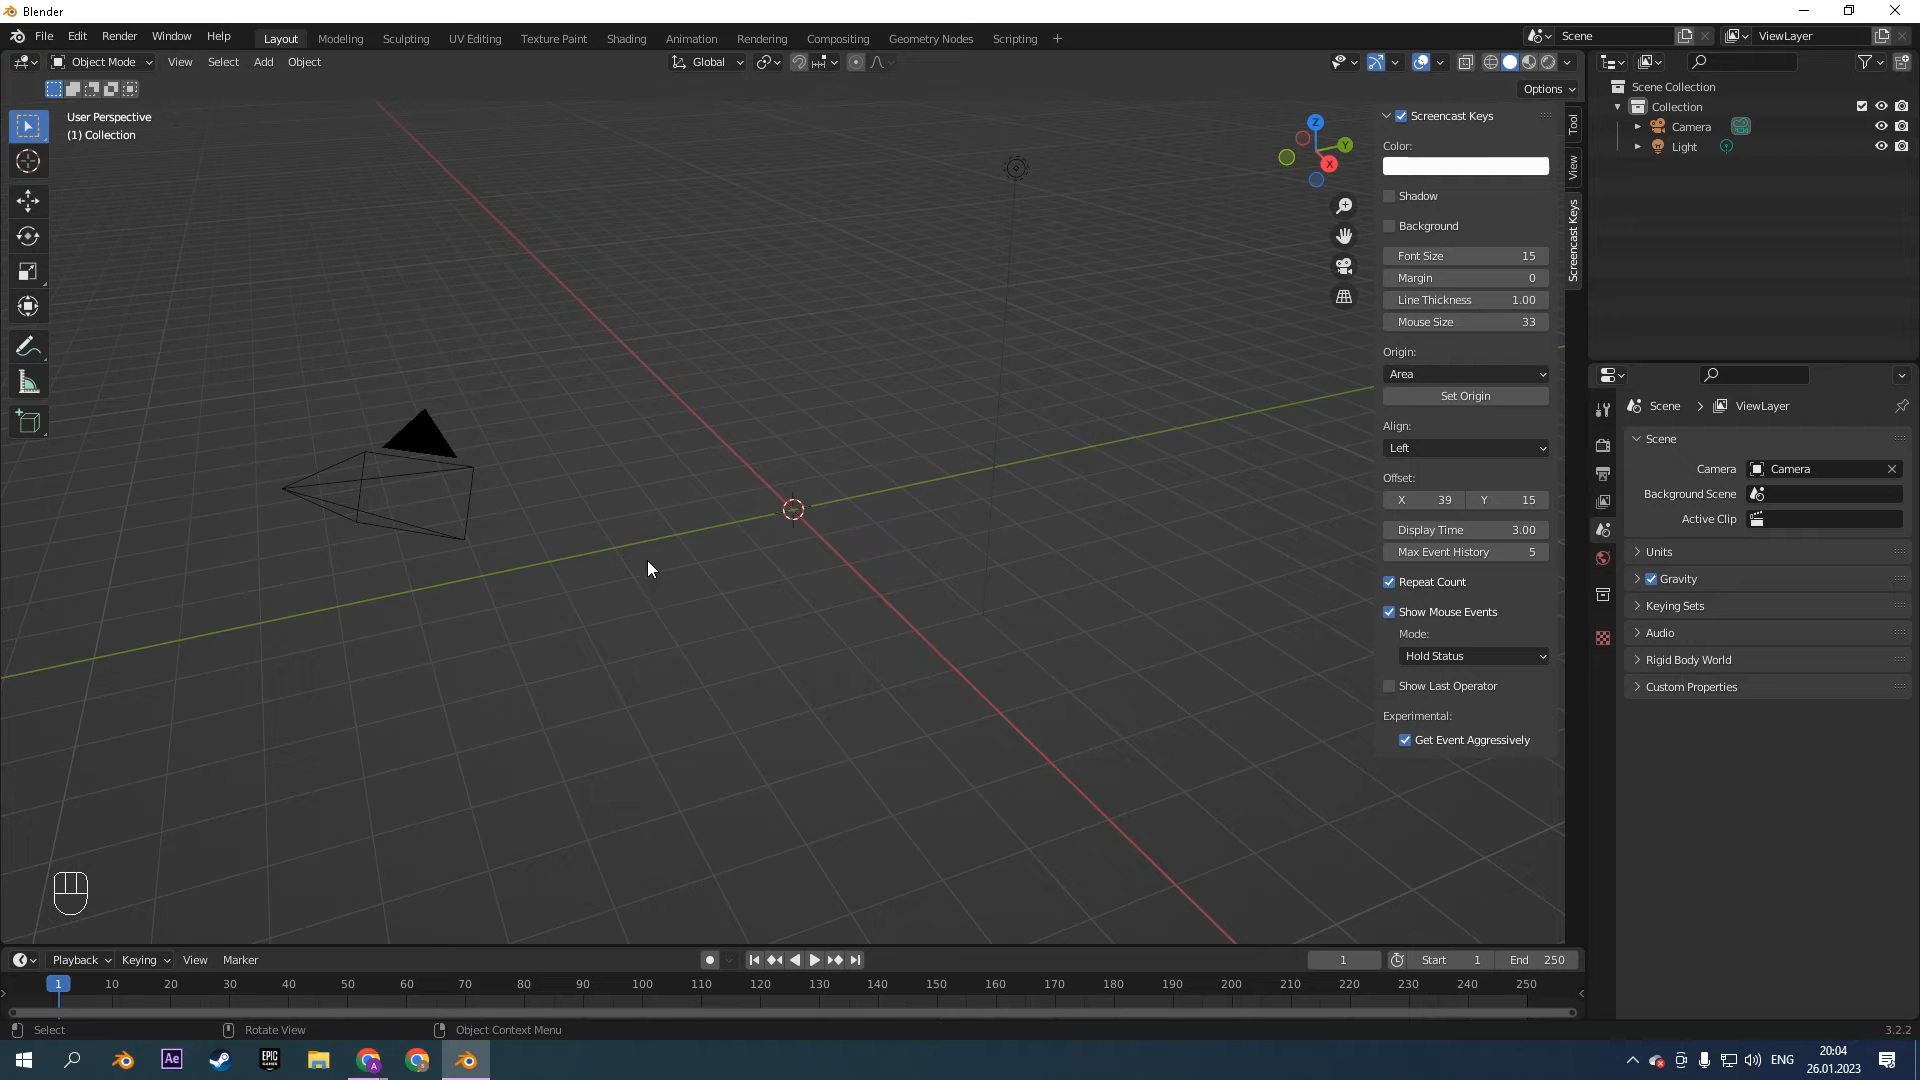 Blender
File Edit Render Window Help Layout Modeling Sculpting UV Editing Texture Paint Shading Animation Rendering Compositing Geometry Nodes Scripting + Scene ViewLayer
Object Mode View Select Add Object Global
Options
User Perspective
(1) Collection
Z
Y
X
Screencast Keys
Color:
Shadow
Background
Font Size 15
Margin 0
Line Thickness 1.00
Mouse Size 33
Origin:
Area
Set Origin
Align:
Left
Offset:
X 39 Y 15
Display Time 3.00
Max Event History 5
Repeat Count
Show Mouse Events
Mode:
Hold Status
Show Last Operator
Experimental:
Get Event Aggressively
Tool
View
Screencast Keys
Scene Collection
Collection
Camera
Light
Scene > ViewLayer
Scene
Camera Camera
Background Scene
Active Clip
Units
Gravity
Keying Sets
Audio
Rigid Body World
Custom Properties
Playback Keying View Marker 1 Start 1 End 250
1 10 20 30 40 50 60 70 80 90 100 110 120 130 140 150 160 170 180 190 200 210 220 230 240 250
Select Rotate View Object Context Menu 3.2.2
Ae EPIC GAMES A ENG
20:04
26.01.2023